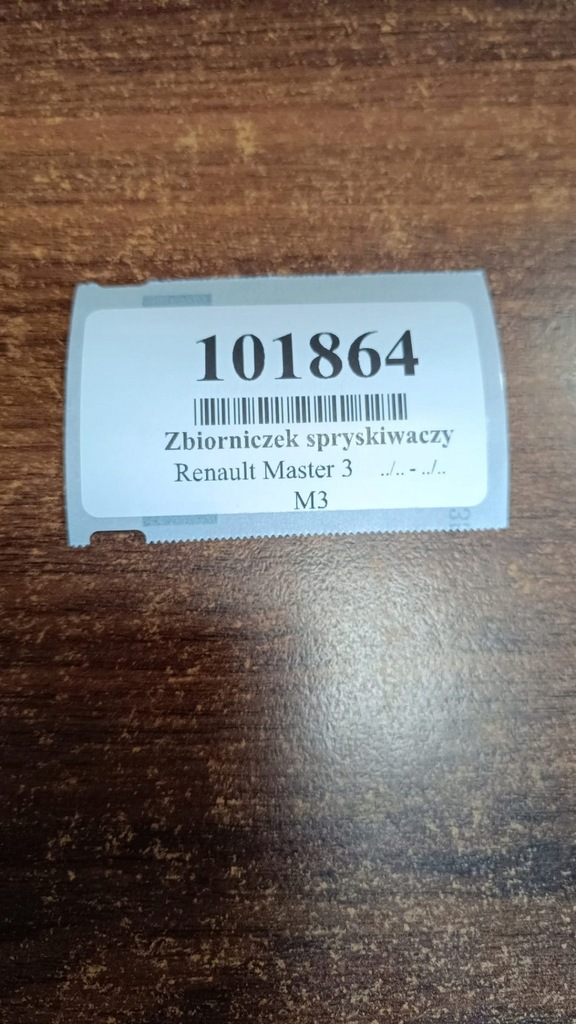 101864
Zbiorniczek spryskiwaczy
Renault Master 3 ../.. - ../..
M3